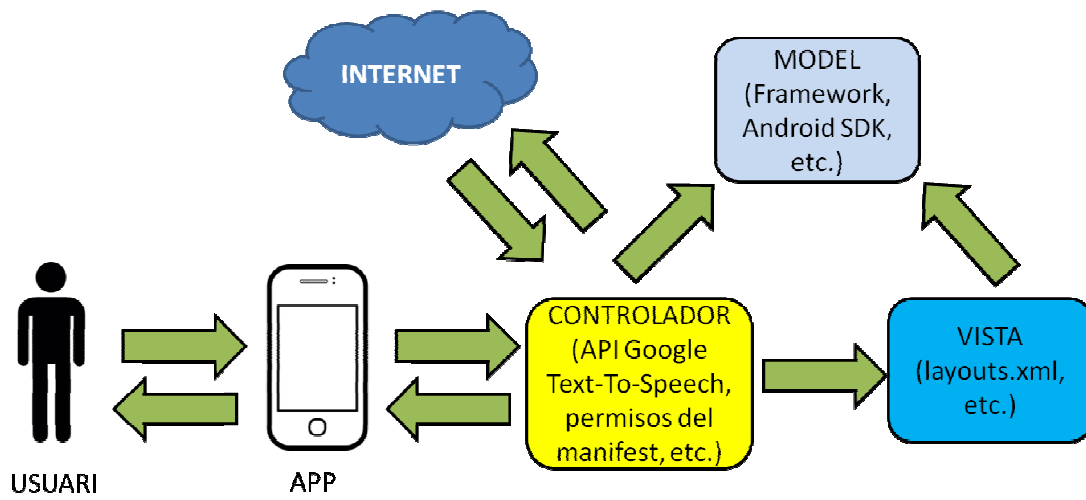 INTERNET
MODEL
(Framework,
Android SDK,
etc.)
CONTROLADOR
(API Google
Text-To-Speech,
permisos del
manifest, etc.)
VISTA
(layouts.xml,
etc.)
USUARI
APP